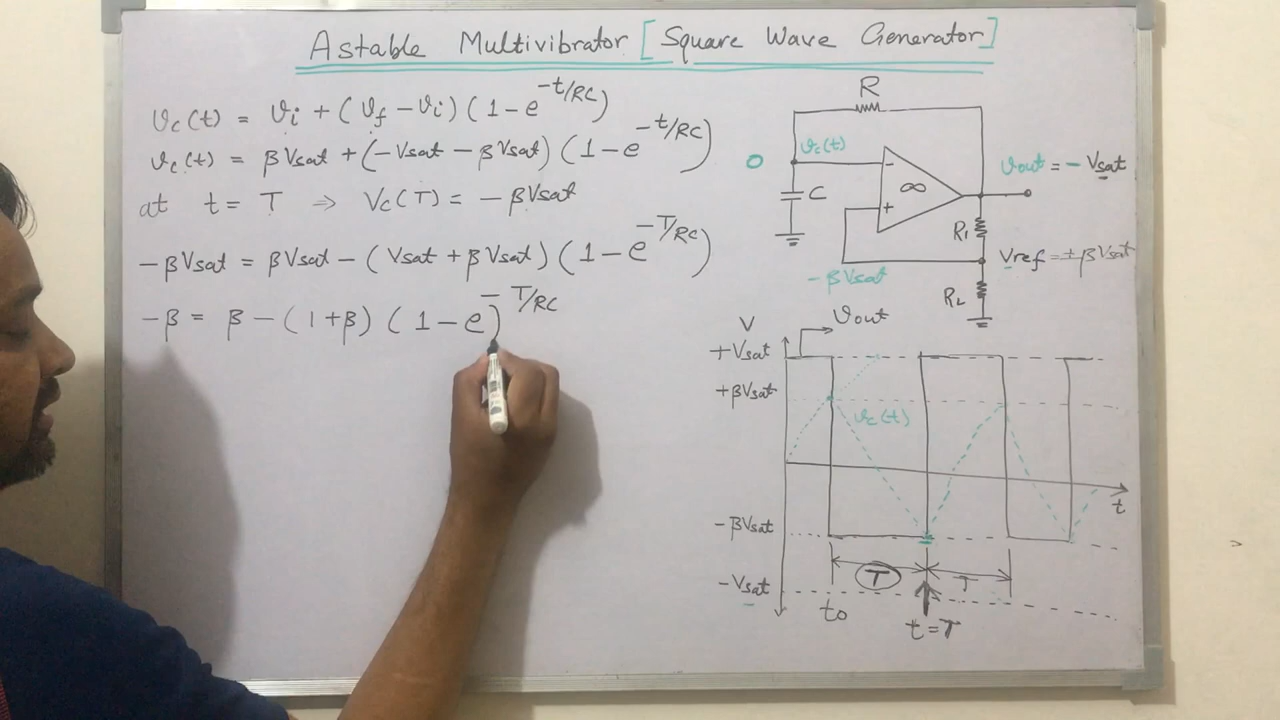 Astable Multivibrator [Square Wave Generator]
𝑣c(t) = 𝑣i + (𝑣f − 𝑣i) (1 − e^{−t/RC})
𝑣c(t) = βVsat + (−Vsat − βVsat) (1 − e^{−t/RC})
at t = T ⇒ Vc(T) = −βVsat
−βVsat = βVsat − (Vsat + βVsat) (1 − e^{−T/RC})
−β = β − (1+β) (1 − e^{−T/RC})
R
0
𝑣c(t)
C
−
∞
+
𝑣out = − Vsat
R1
Vref = ±βVsat
−βVsat
R2
V
𝑣out
+Vsat
+βVsat
𝑣c(t)
t
−βVsat
T
T
−Vsat
t0
t=T